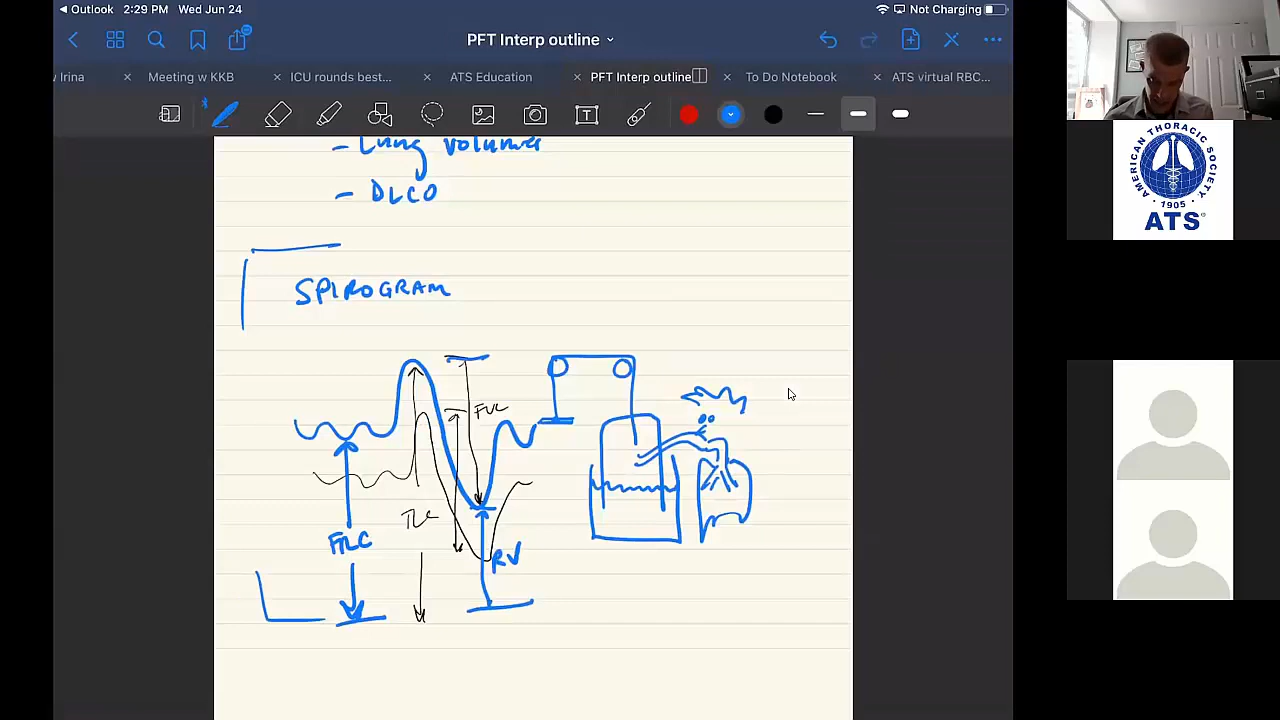 Outlook 2:29 PM Wed Jun 24
Not Charging
PFT Interp outline
Irina
Meeting w KKB
ICU rounds best...
ATS Education
PFT Interp outline
To Do Notebook
ATS virtual RBC...
T
- Lung volumes
- DLCO
SPIROGRAM
FVC
TLC
FRC
RV
AMERICAN THORACIC SOCIETY
1905
ATS